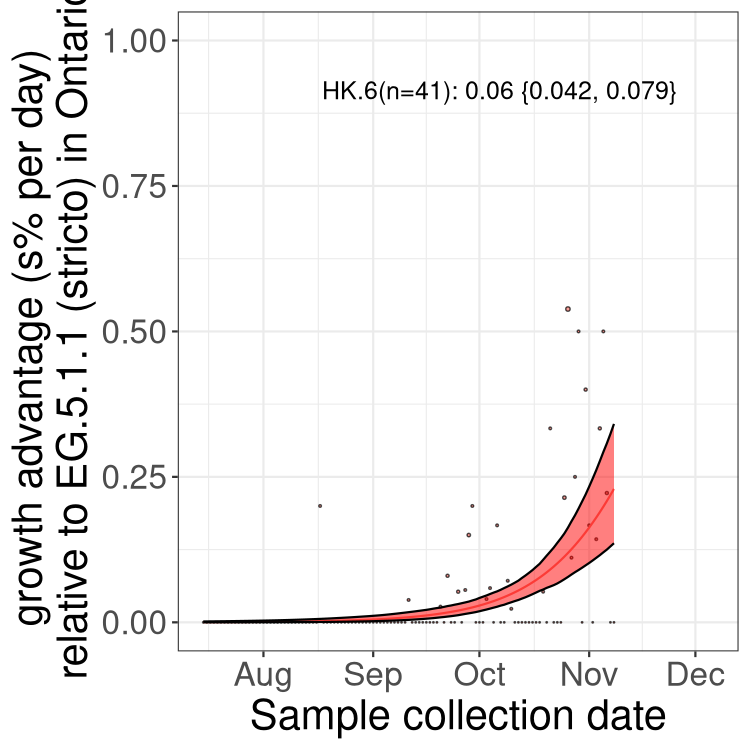 growth advantage (s% per day)
relative to EG.5.1.1 (stricto) in Ontario
1.00
0.75
0.50
0.25
0.00
HK.6(n=41): 0.06 {0.042, 0.079}
Aug Sep Oct Nov Dec
Sample collection date